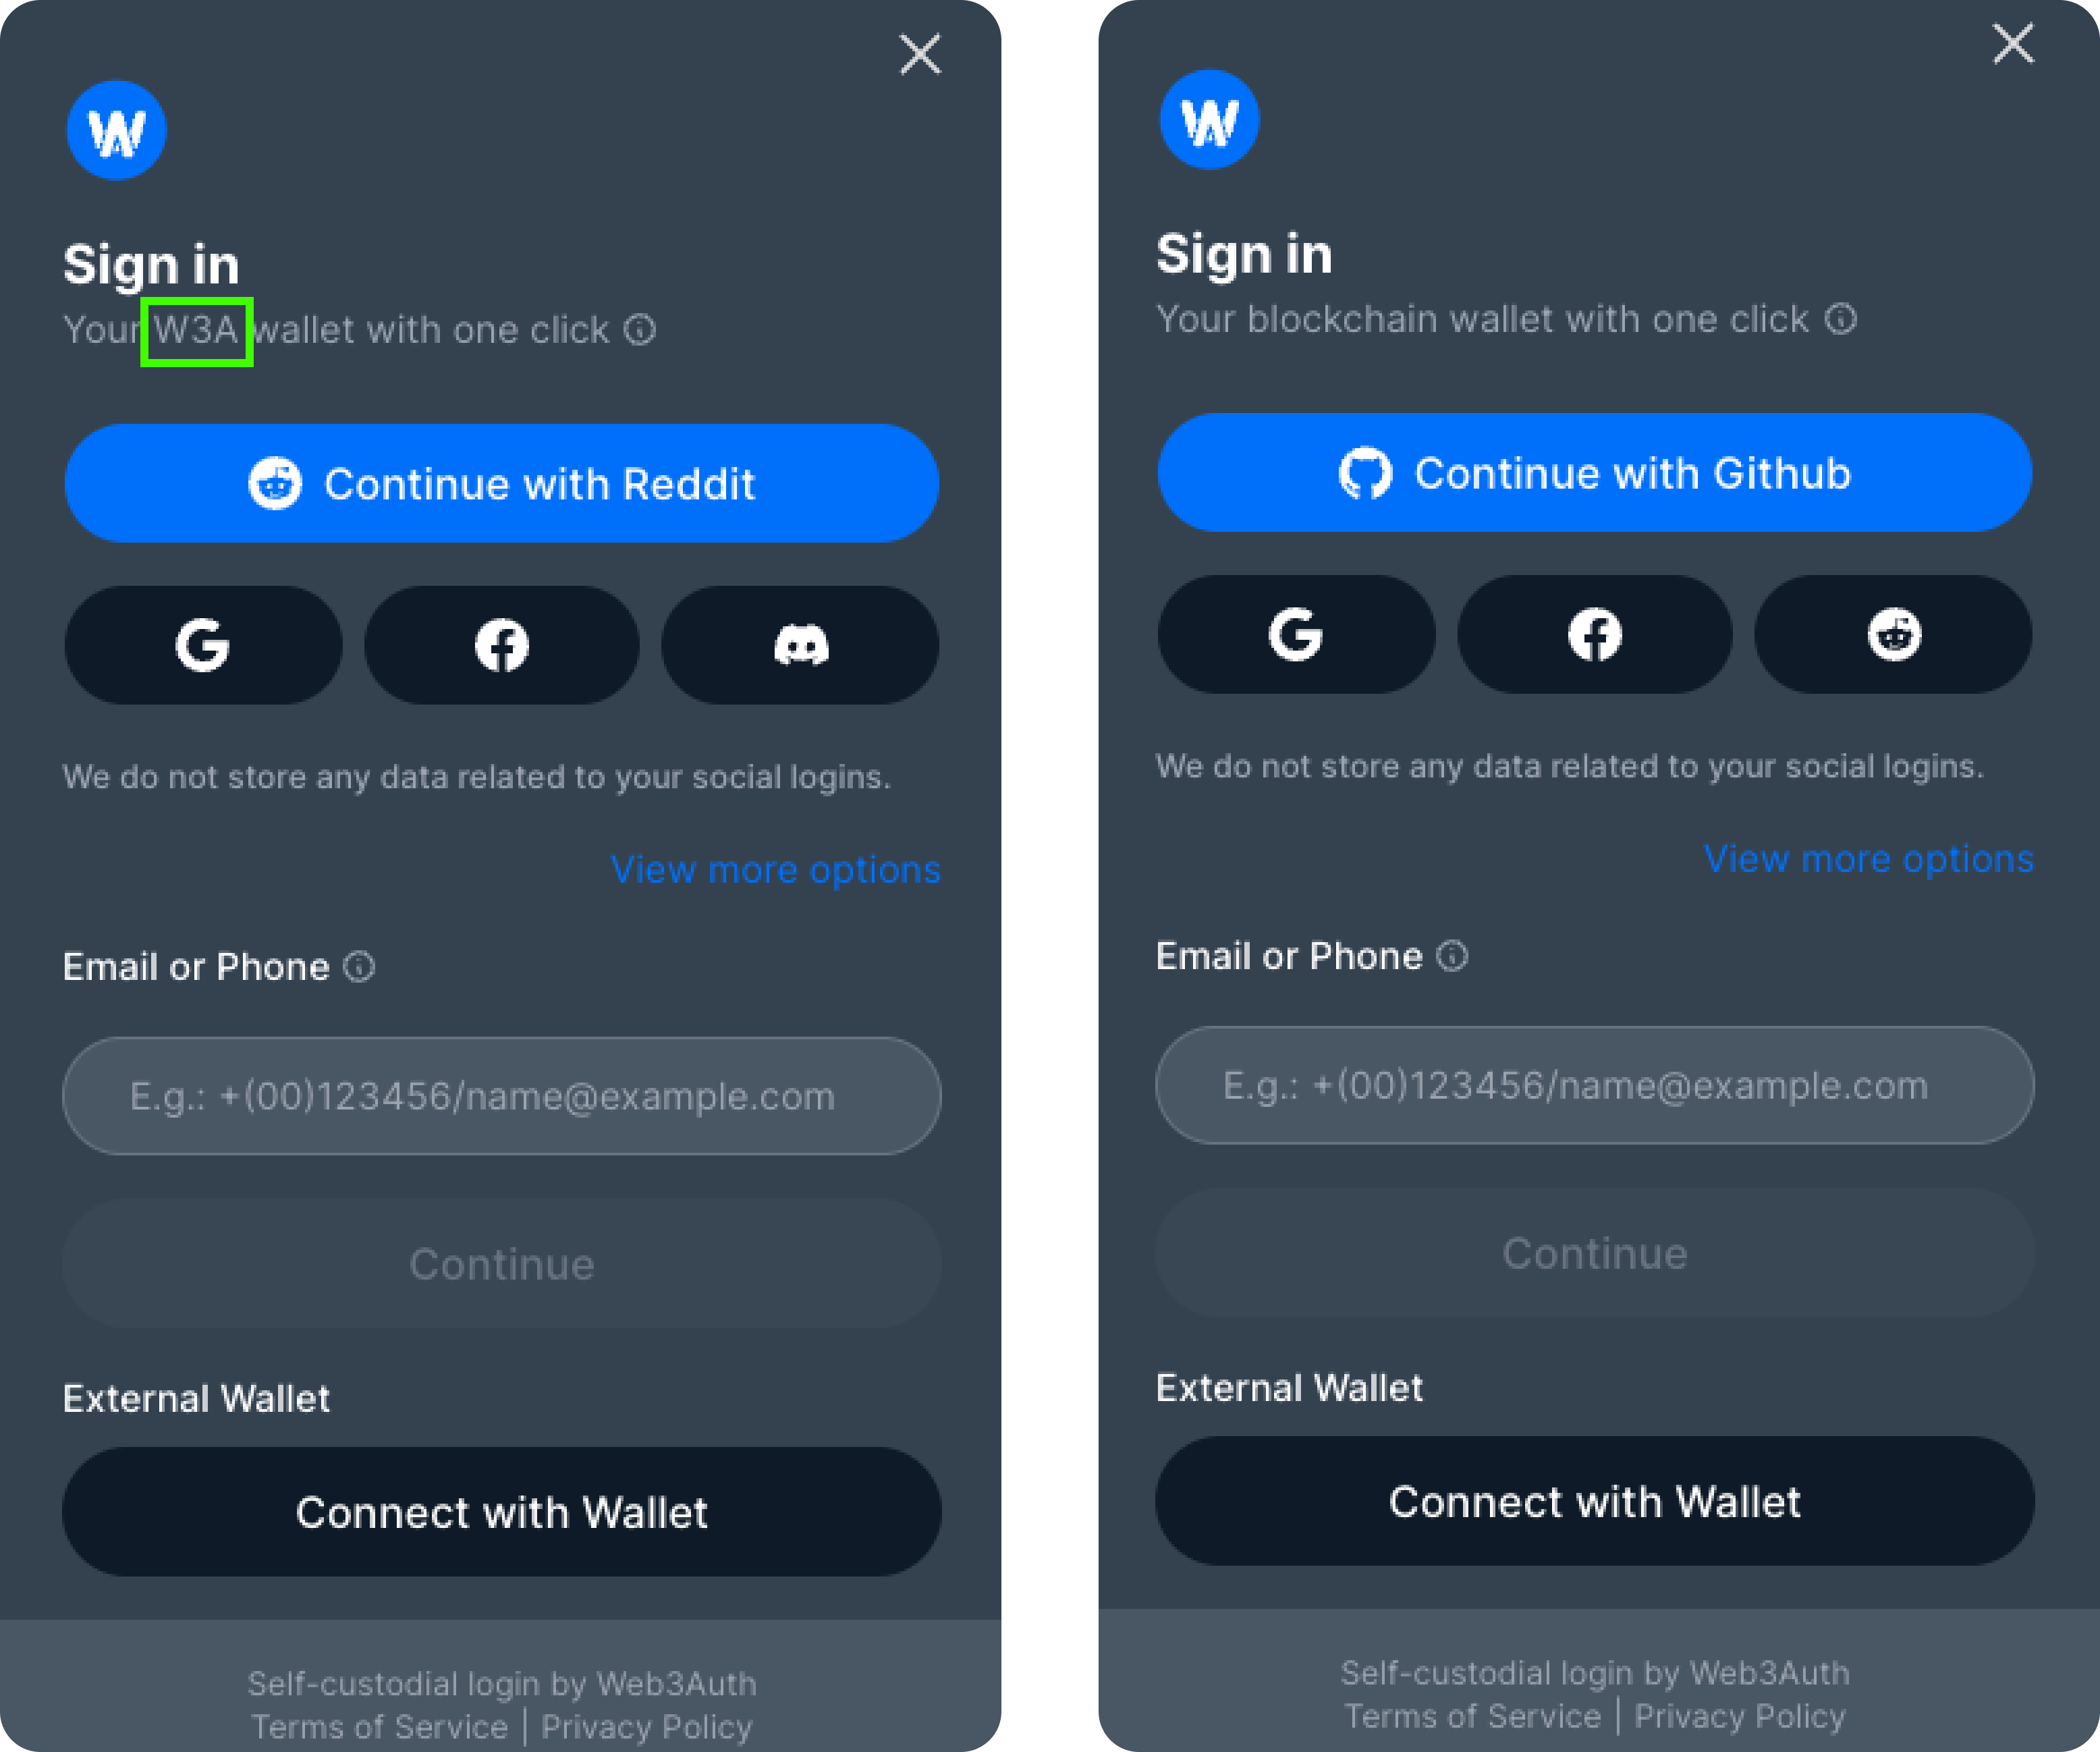 W
Sign in
Your W3A wallet with one click
Continue with Reddit
We do not store any data related to your social logins.
View more options
Email or Phone
E.g.: +(00)123456/name@example.com
Continue
External Wallet
Connect with Wallet
Self-custodial login by Web3Auth
Terms of Service | Privacy Policy
W
Sign in
Your blockchain wallet with one click
Continue with Github
We do not store any data related to your social logins.
View more options
Email or Phone
E.g.: +(00)123456/name@example.com
Continue
External Wallet
Connect with Wallet
Self-custodial login by Web3Auth
Terms of Service | Privacy Policy